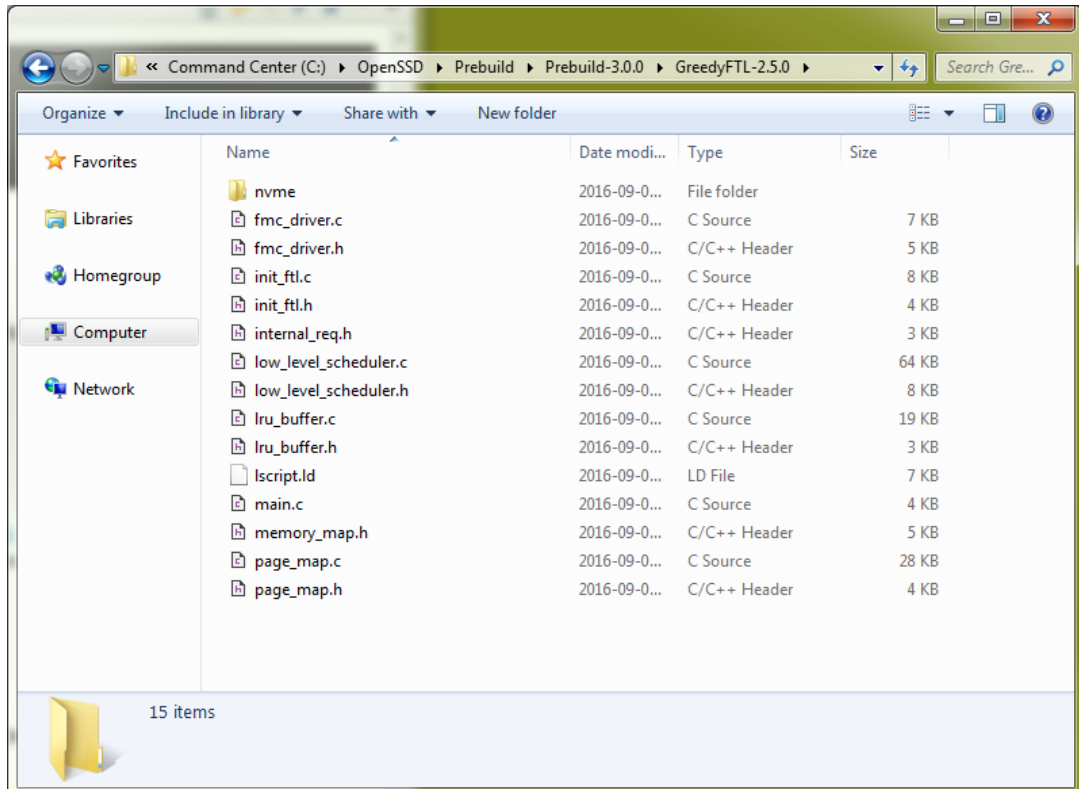 « Command Center (C:) ▸ OpenSSD ▸ Prebuild ▸ Prebuild-3.0.0 ▸ GreedyFTL-2.5.0 ▸ Search Gre...
Organize Include in library Share with New folder
Favorites
Libraries
Homegroup
Computer
Network
Name Date modi... Type Size
nvme 2016-09-0... File folder
fmc_driver.c 2016-09-0... C Source 7 KB
fmc_driver.h 2016-09-0... C/C++ Header 5 KB
init_ftl.c 2016-09-0... C Source 8 KB
init_ftl.h 2016-09-0... C/C++ Header 4 KB
internal_req.h 2016-09-0... C/C++ Header 3 KB
low_level_scheduler.c 2016-09-0... C Source 64 KB
low_level_scheduler.h 2016-09-0... C/C++ Header 8 KB
lru_buffer.c 2016-09-0... C Source 19 KB
lru_buffer.h 2016-09-0... C/C++ Header 3 KB
lscript.ld 2016-09-0... LD File 7 KB
main.c 2016-09-0... C Source 4 KB
memory_map.h 2016-09-0... C/C++ Header 5 KB
page_map.c 2016-09-0... C Source 28 KB
page_map.h 2016-09-0... C/C++ Header 4 KB
15 items